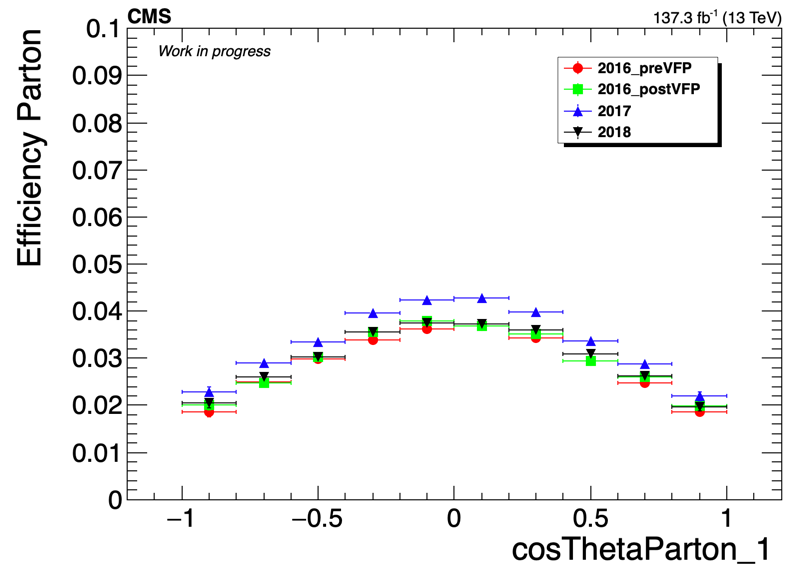 CMS
137.3 fb⁻¹ (13 TeV)
Work in progress
2016_preVFP
2016_postVFP
2017
2018
Efficiency Parton
0.1
0.09
0.08
0.07
0.06
0.05
0.04
0.03
0.02
0.01
0
−1
−0.5
0
0.5
1
cosThetaParton_1